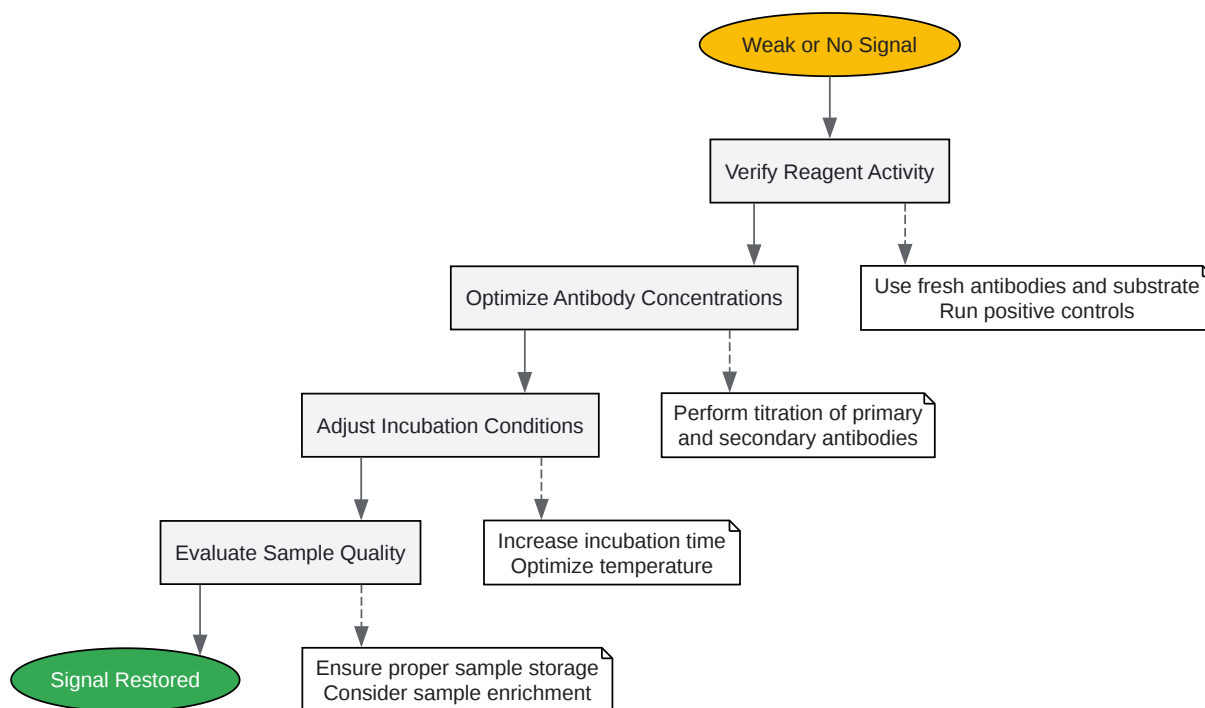 Weak or No Signal
Verify Reagent Activity
Optimize Antibody Concentrations
Use fresh antibodies and substrate
Run positive controls
Adjust Incubation Conditions
Perform titration of primary
and secondary antibodies
Evaluate Sample Quality
Increase incubation time
Optimize temperature
Signal Restored
Ensure proper sample storage
Consider sample enrichment